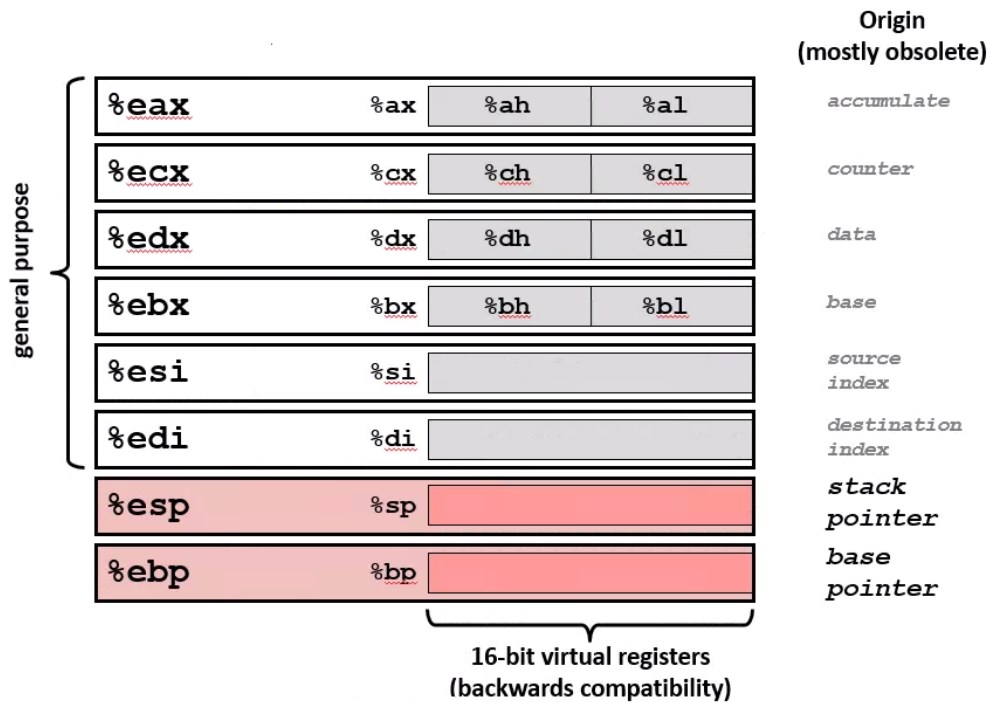 Origin
(mostly obsolete)
general purpose
%eax %ax %ah %al accumulate
%ecx %cx %ch %cl counter
%edx %dx %dh %dl data
%ebx %bx %bh %bl base
%esi %si source
index
%edi %di destination
index
%esp %sp stack
pointer
%ebp %bp base
pointer
16-bit virtual registers
(backwards compatibility)